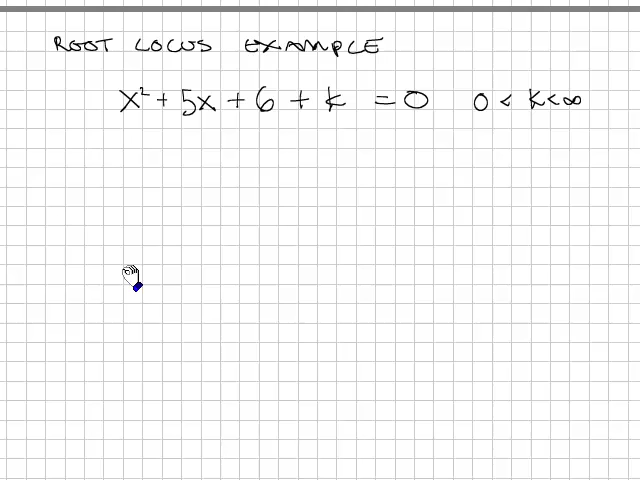 ROOT LOCUS EXAMPLE
x² + 5x + 6 + k = 0 0 < k < ∞